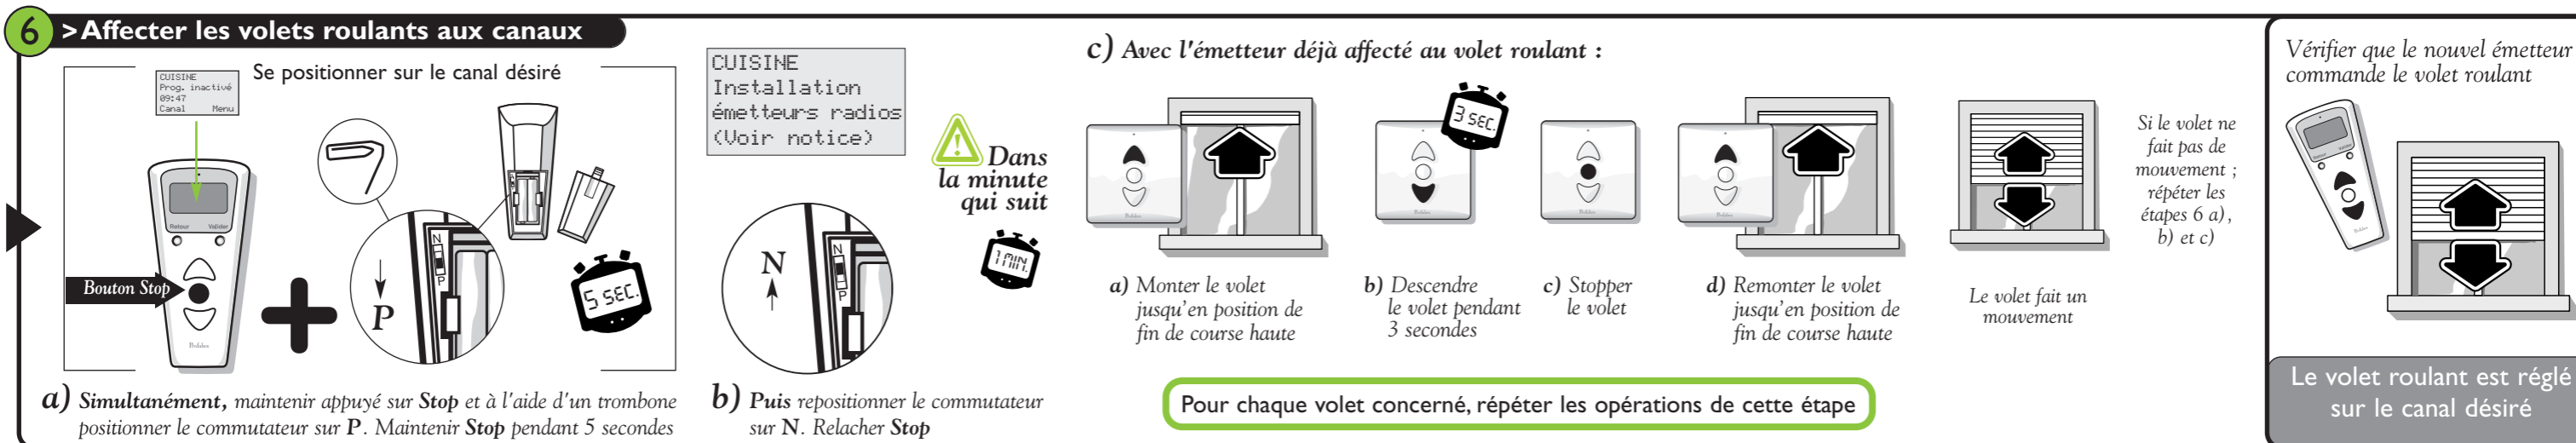 6 >Affecter les volets roulants aux canaux
Se positionner sur le canal désiré
CUISINE
Prog. inactivé
09:47
Canal Menu
Retour Valider
Bouton Stop
N
P
P
5 SEC.
a) Simultanément, maintenir appuyé sur Stop et à l'aide d'un trombone
positionner le commutateur sur P. Maintenir Stop pendant 5 secondes
CUISINE
Installation
émetteurs radios
(Voir notice)
Dans
la minute
qui suit
1 MIN.
N
N
P
b) Puis repositionner le commutateur
sur N. Relacher Stop
c) Avec l'émetteur déjà affecté au volet roulant :
3 SEC.
a) Monter le volet
jusqu'en position de
fin de course haute
b) Descendre
le volet pendant
3 secondes
c) Stopper
le volet
d) Remonter le volet
jusqu'en position de
fin de course haute
Le volet fait un
mouvement
Si le volet ne
fait pas de
mouvement ;
répéter les
étapes 6 a),
b) et c)
Pour chaque volet concerné, répéter les opérations de cette étape
Vérifier que le nouvel émetteur
commande le volet roulant
Retour Valider
Le volet roulant est réglé
sur le canal désiré